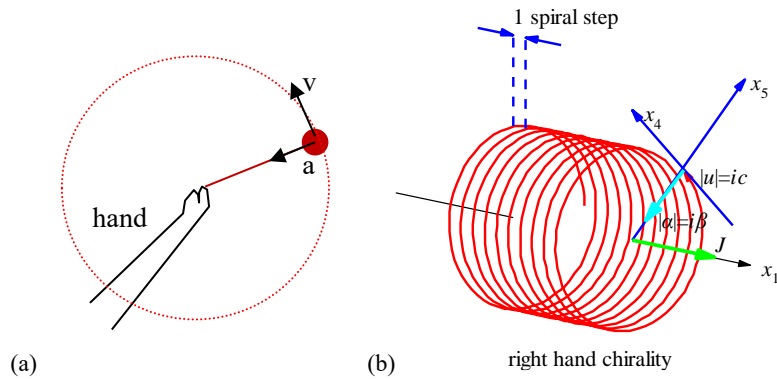 v
a
hand
(a)
1 spiral step
x₅
x₄
|u|=ic
|α|=iβ
J
x₁
(b)
right hand chirality